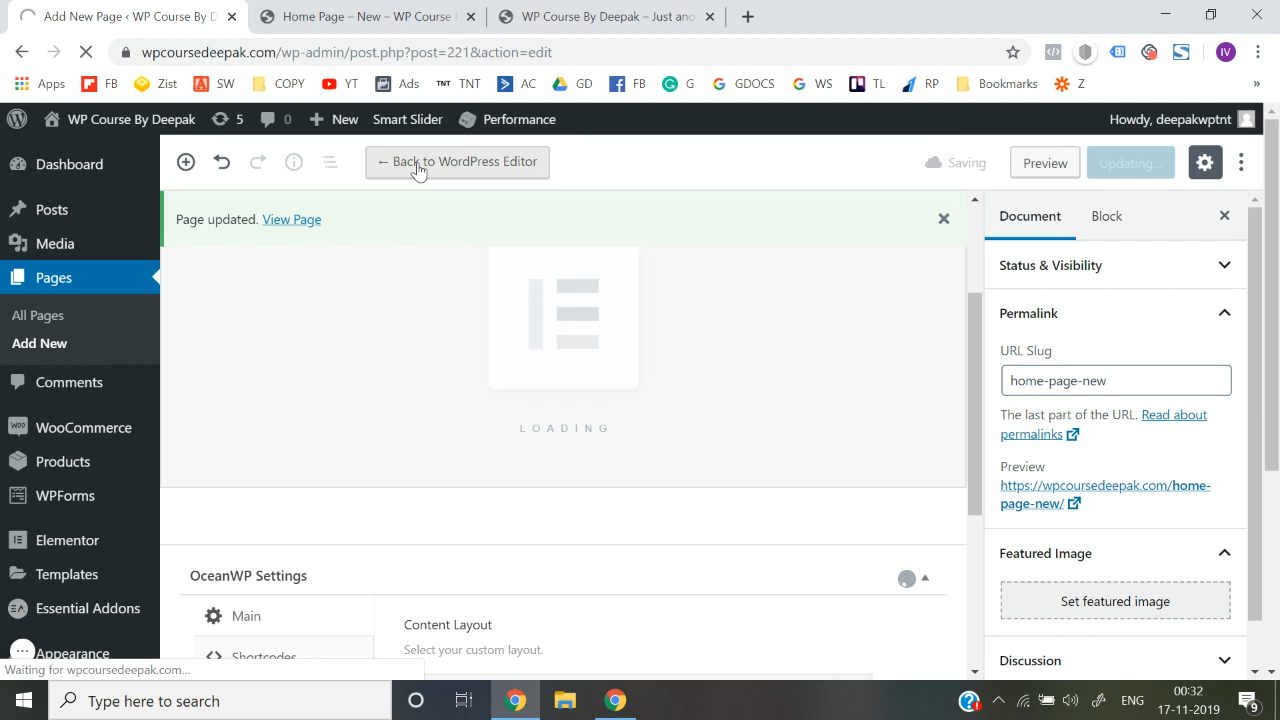 Add New Page ‹ WP Course By D
Home Page – New – WP Course
WP Course By Deepak – Just ano
wpcoursedeepak.com/wp-admin/post.php?post=221&action=edit
IV
Apps FB Zist SW COPY YT Ads TNT TNT AC GD FB G GDOCS WS TL RP Bookmarks Z »
WP Course By Deepak 5 0 New Smart Slider Performance Howdy, deepakwptnt
Dashboard
Posts
Media
Pages
All Pages
Add New
Comments
WooCommerce
Products
WPForms
Elementor
Templates
Essential Addons
Appearance
← Back to WordPress Editor
Saving
Preview
Updating...
Page updated. View Page
LOADING
OceanWP Settings
Main
Content Layout
Select your custom layout.
Shortcodes
Document
Block
Status & Visibility
Permalink
URL Slug
home-page-new
The last part of the URL. Read about
permalinks
Preview
https://wpcoursedeepak.com/home-
page-new/
Featured Image
Set featured image
Discussion
Waiting for wpcoursedeepak.com...
Type here to search
ENG
00:32
17-11-2019
9